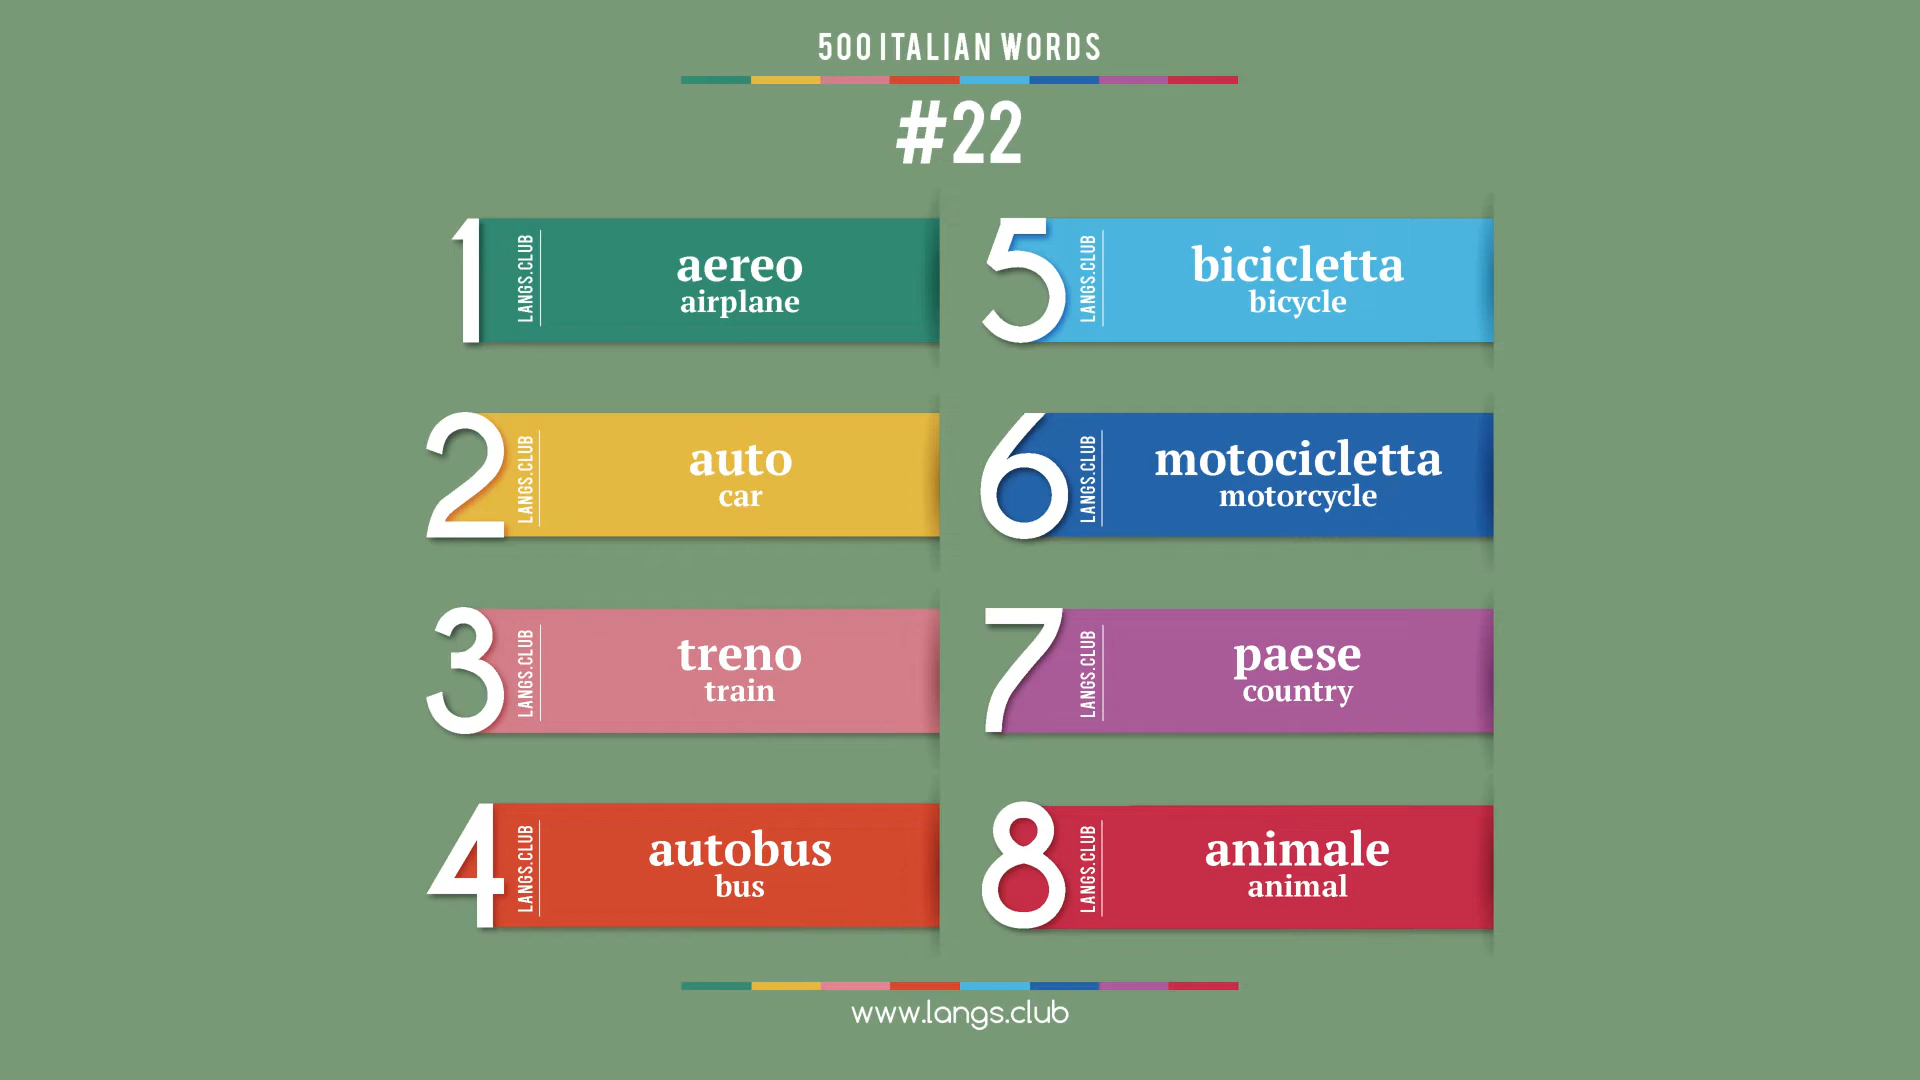 500 ITALIAN WORDS
#22
1
LANGS.CLUB
aereo
airplane
2
LANGS.CLUB
auto
car
3
LANGS.CLUB
treno
train
4
LANGS.CLUB
autobus
bus
5
LANGS.CLUB
bicicletta
bicycle
6
LANGS.CLUB
motocicletta
motorcycle
7
LANGS.CLUB
paese
country
8
LANGS.CLUB
animale
animal
www.langs.club